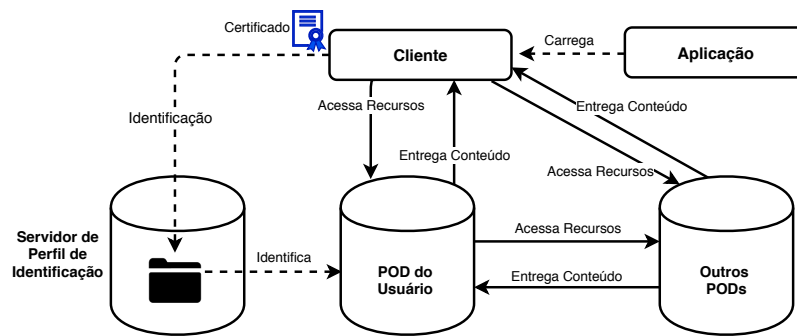 Certificado
Cliente
Carrega
Aplicação
Identificação
Acessa Recursos
Entrega Conteúdo
Entrega Conteúdo
Acessa Recursos
Servidor de
Perfil de
Identificação
Identifica
POD do
Usuário
Acessa Recursos
Entrega Conteúdo
Outros
PODs